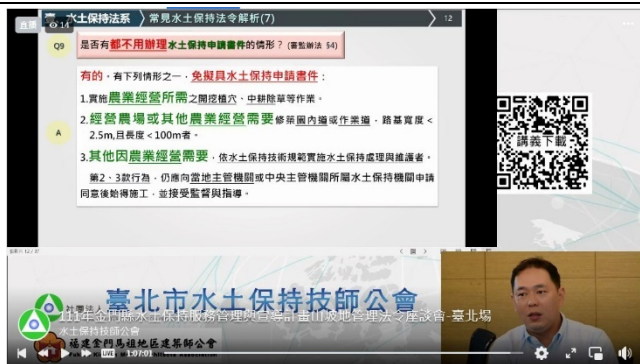 直播 14
臺、水土保持法系 〉常見水土保持法令解析(7) 〉 12
Q9 是否有都不用辦理水土保持申請書件的情形？(審監辦法 §4)
有的，有下列情形之一，免擬具水土保持申請書件：
1.實施農業經營所需之開挖植穴、中耕除草等作業。
2.經營農場或其他農業經營需要修築園內道或作業道，路基寬度<
A 2.5m,且長度<100m者。
3.其他因農業經營需要，依水土保持技術規範實施水土保持處理與維護者。
第2、3款行為，仍應向當地主管機關或中央主管機關所屬水土保持機關申請
同意後始得施工，並接受監督與指導。
講義下載
臺北市水土保持技師公會
111年金門縣水土保持服務管理與宣導計畫山坡地管理法令座談會-臺北場
水土保持技師公會
福建金門馬祖地區建築師公會
LIVE 1:07:01